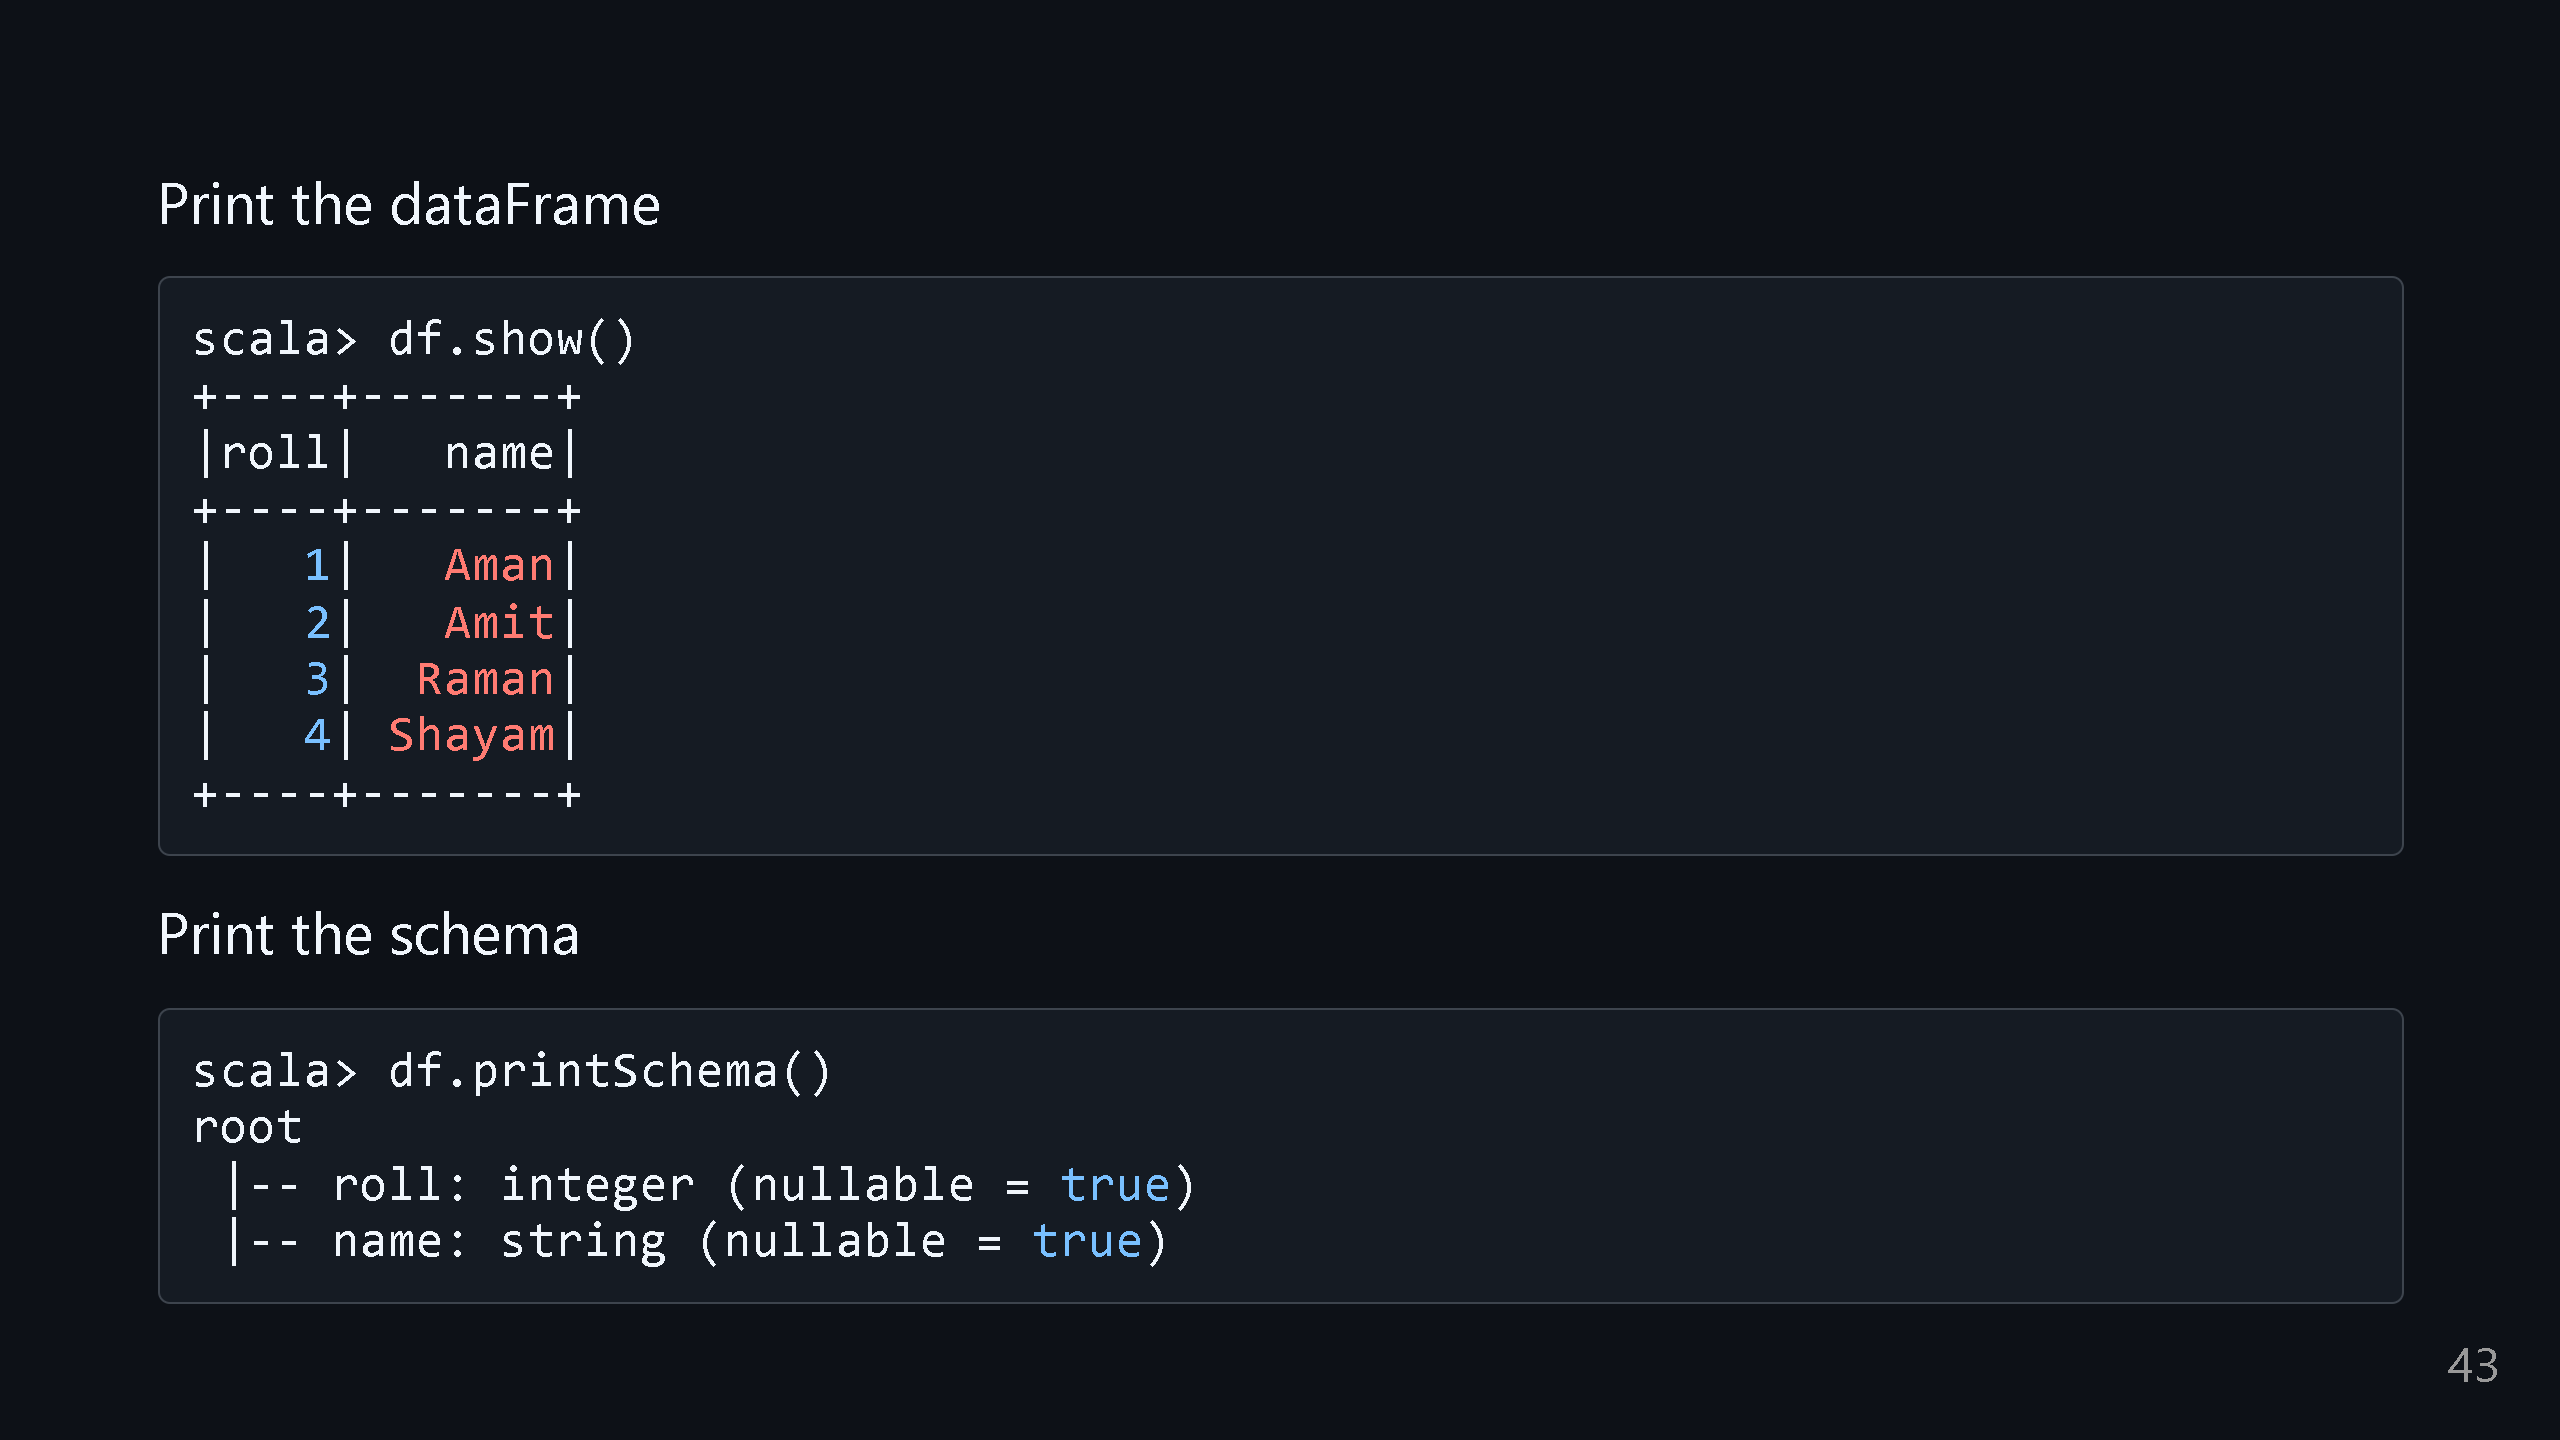 Print the dataFrame
scala> df.show()
+----+-------+
|roll|   name|
+----+-------+
|   1|   Aman|
|   2|   Amit|
|   3|  Raman|
|   4| Shayam|
+----+-------+
Print the schema
scala> df.printSchema()
root
 |-- roll: integer (nullable = true)
 |-- name: string (nullable = true)
43